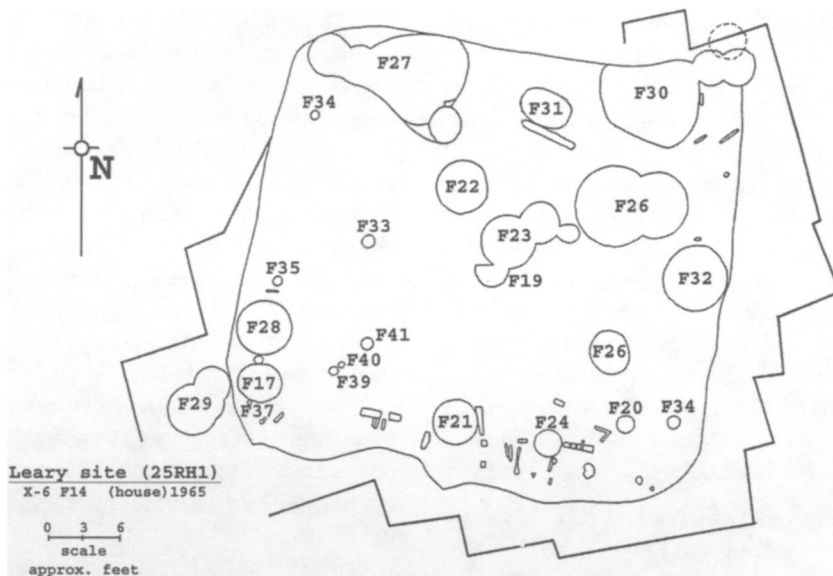 F27
F30
F34
F31
N
F22
F26
F33
F23
F35
F19
F32
F28
F41
F40
F26
F39
F17
F29
F37
F21
F24
F20
F34
Leary site (25RH1)
X-6 F14 (house)1965
0 3 6
scale
approx. feet